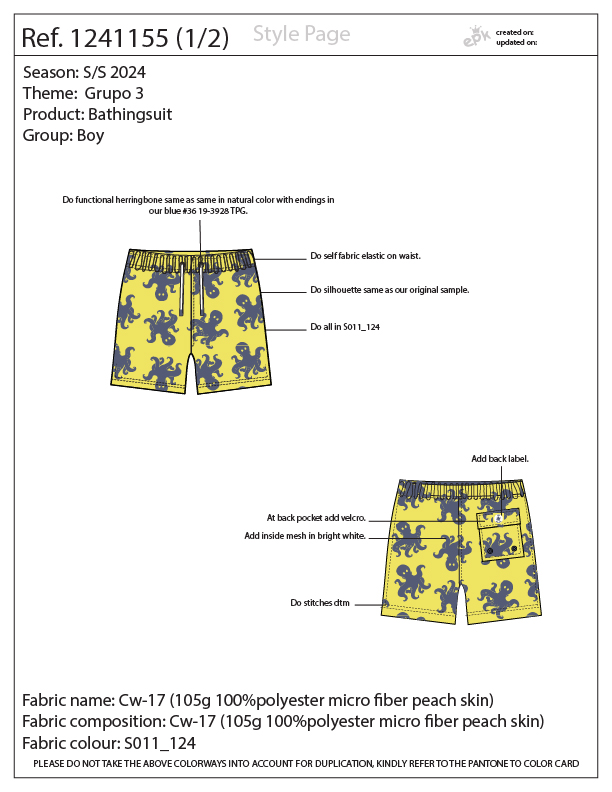 Ref. 1241155 (1/2)
Style Page
epk
created on:
updated on:
Season: S/S 2024
Theme: Grupo 3
Product: Bathingsuit
Group: Boy
Do functional herringbone same as same in natural color with endings in
our blue #36 19-3928 TPG.
Do self fabric elastic on waist.
Do silhouette same as our original sample.
Do all in S011_124
Add back label.
At back pocket add velcro.
Add inside mesh in bright white.
Do stitches dtm
Fabric name: Cw-17 (105g 100%polyester micro fiber peach skin)
Fabric composition: Cw-17 (105g 100%polyester micro fiber peach skin)
Fabric colour: S011_124
PLEASE DO NOT TAKE THE ABOVE COLORWAYS INTO ACCOUNT FOR DUPLICATION, KINDLY REFER TO THE PANTONE TO COLOR CARD